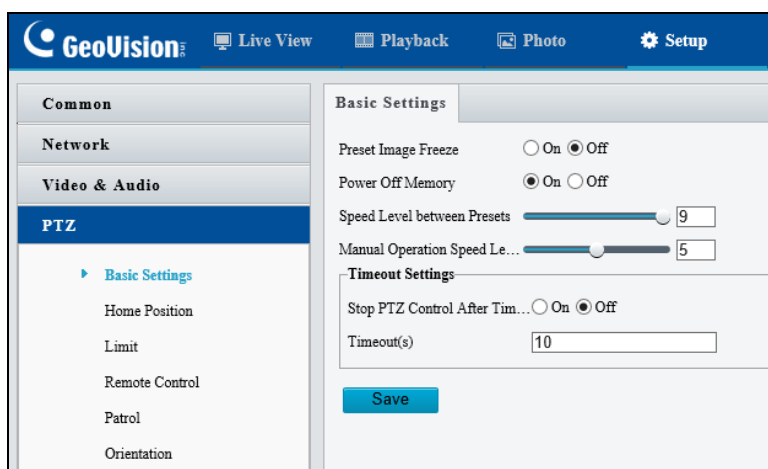 GeoVision Inc Live View Playback Photo Setup
Common
Network
Video & Audio
PTZ
Basic Settings
Home Position
Limit
Remote Control
Patrol
Orientation
Basic Settings
Preset Image Freeze On Off
Power Off Memory On Off
Speed Level between Presets 9
Manual Operation Speed Le... 5
Timeout Settings
Stop PTZ Control After Tim... On Off
Timeout(s) 10
Save